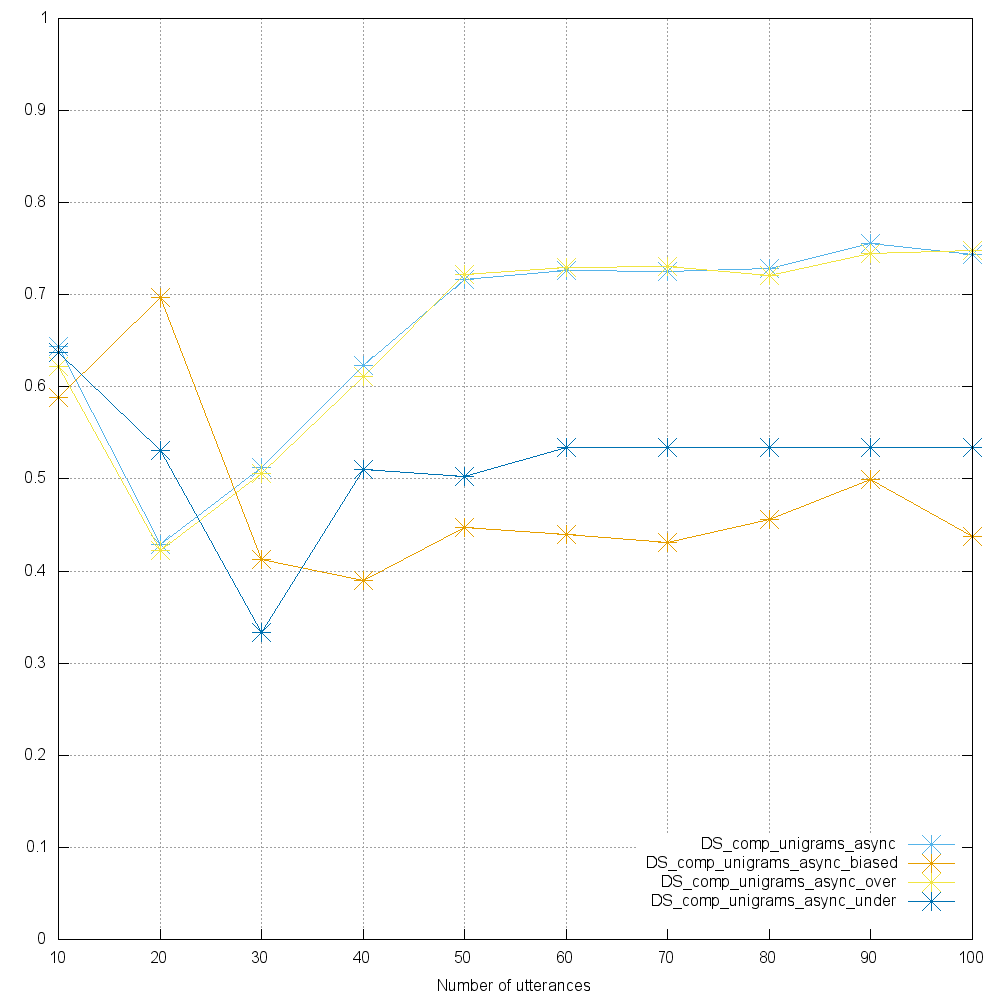 1
0.9
0.8
0.7
0.6
0.5
0.4
0.3
0.2
0.1
0
10 20 30 40 50 60 70 80 90 100
Number of utterances
DS_comp_unigrams_async
DS_comp_unigrams_async_biased
DS_comp_unigrams_async_over
DS_comp_unigrams_async_under